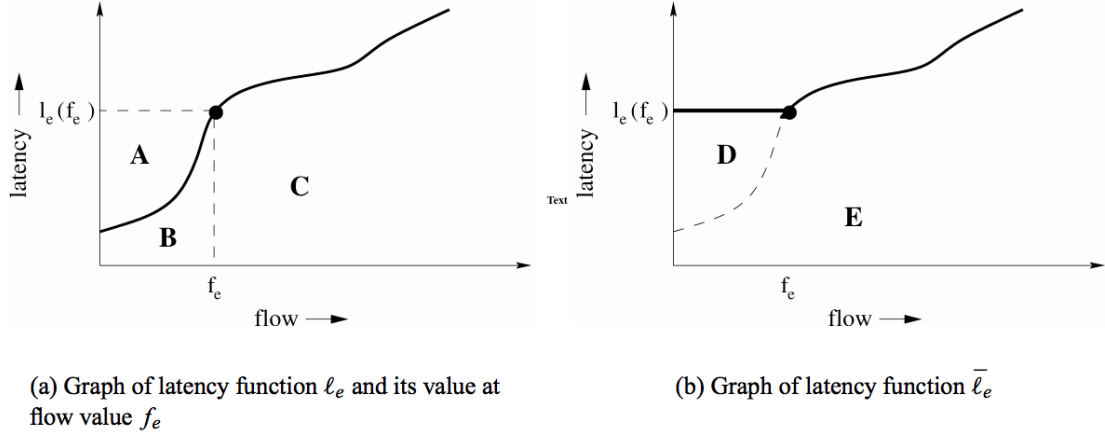 l_e(f_e)
latency
A
B
C
f_e
flow
Text
l_e(f_e)
latency
D
E
f_e
flow
(a) Graph of latency function ℓ_e and its value at
flow value f_e
(b) Graph of latency function \bar{ℓ}_e